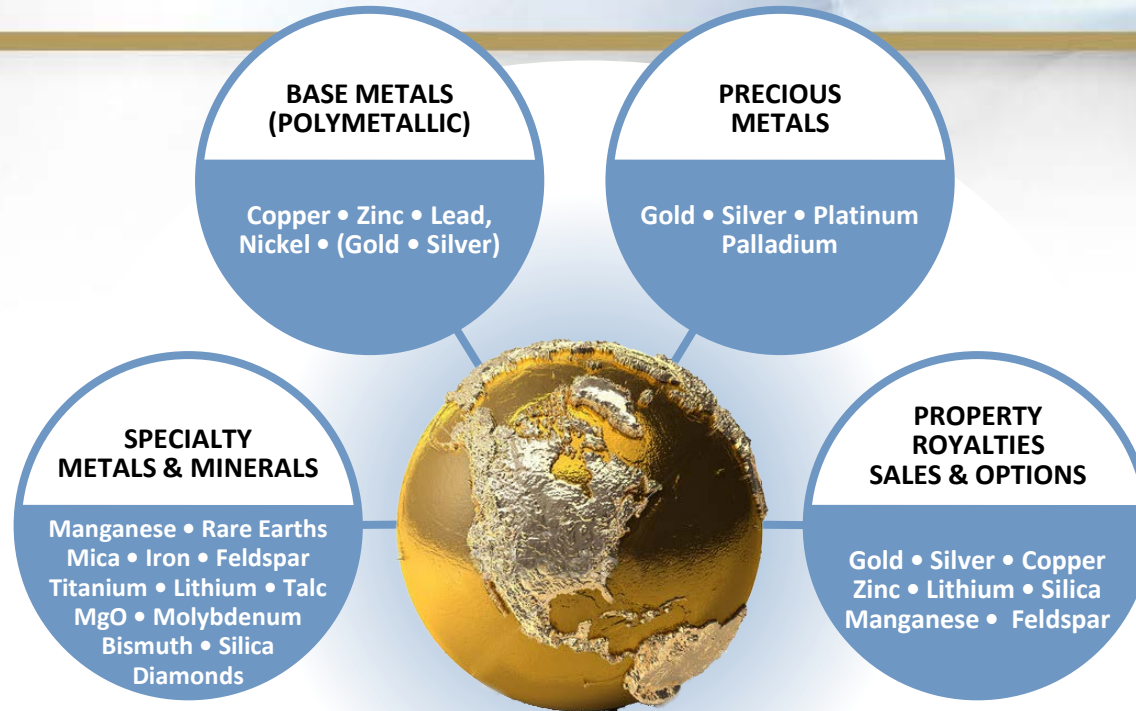 BASE METALS
(POLYMETALLIC)
Copper • Zinc • Lead,
Nickel • (Gold • Silver)
PRECIOUS
METALS
Gold • Silver • Platinum
Palladium
SPECIALTY
METALS & MINERALS
Manganese • Rare Earths
Mica • Iron • Feldspar
Titanium • Lithium • Talc
MgO • Molybdenum
Bismuth • Silica
Diamonds
PROPERTY
ROYALTIES
SALES & OPTIONS
Gold • Silver • Copper
Zinc • Lithium • Silica
Manganese • Feldspar